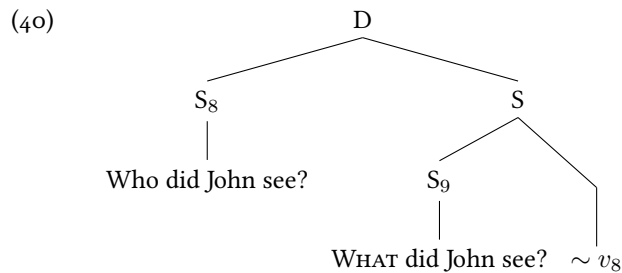 (40) D
S₈ S
Who did John see? S₉
WHAT did John see? ∼ v₈